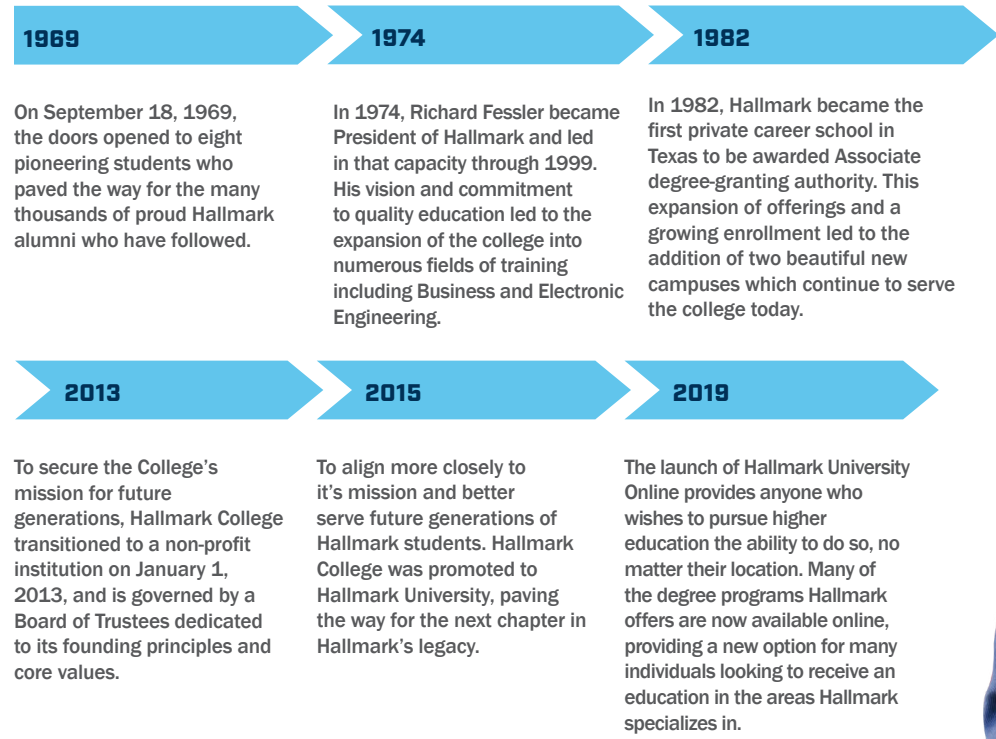 1969
On September 18, 1969,
the doors opened to eight
pioneering students who
paved the way for the many
thousands of proud Hallmark
alumni who have followed.
1974
In 1974, Richard Fessler became
President of Hallmark and led
in that capacity through 1999.
His vision and commitment
to quality education led to the
expansion of the college into
numerous fields of training
including Business and Electronic
Engineering.
1982
In 1982, Hallmark became the
first private career school in
Texas to be awarded Associate
degree-granting authority. This
expansion of offerings and a
growing enrollment led to the
addition of two beautiful new
campuses which continue to serve
the college today.
2013
To secure the College's
mission for future
generations, Hallmark College
transitioned to a non-profit
institution on January 1,
2013, and is governed by a
Board of Trustees dedicated
to its founding principles and
core values.
2015
To align more closely to
it's mission and better
serve future generations of
Hallmark students. Hallmark
College was promoted to
Hallmark University, paving
the way for the next chapter in
Hallmark's legacy.
2019
The launch of Hallmark University
Online provides anyone who
wishes to pursue higher
education the ability to do so, no
matter their location. Many of
the degree programs Hallmark
offers are now available online,
providing a new option for many
individuals looking to receive an
education in the areas Hallmark
specializes in.